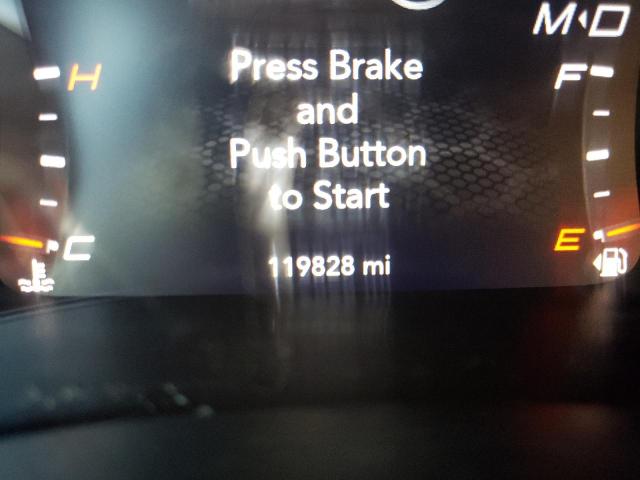 M◂D
H
Press Brake
F
and
Push Button
to Start
C
E
119828 mi